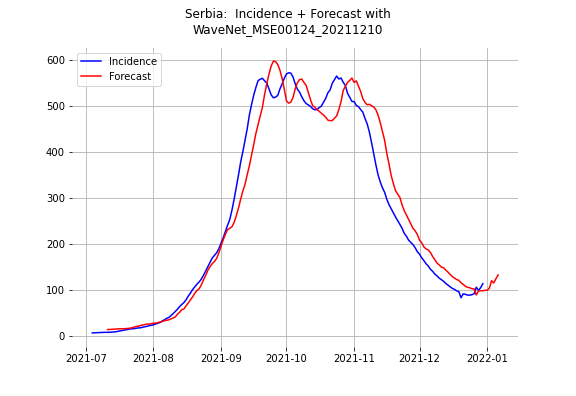 Serbia:  Incidence + Forecast with
WaveNet_MSE00124_20211210
Incidence
Forecast
600
500
400
300
200
100
0
2021-07 2021-08 2021-09 2021-10 2021-11 2021-12 2022-01